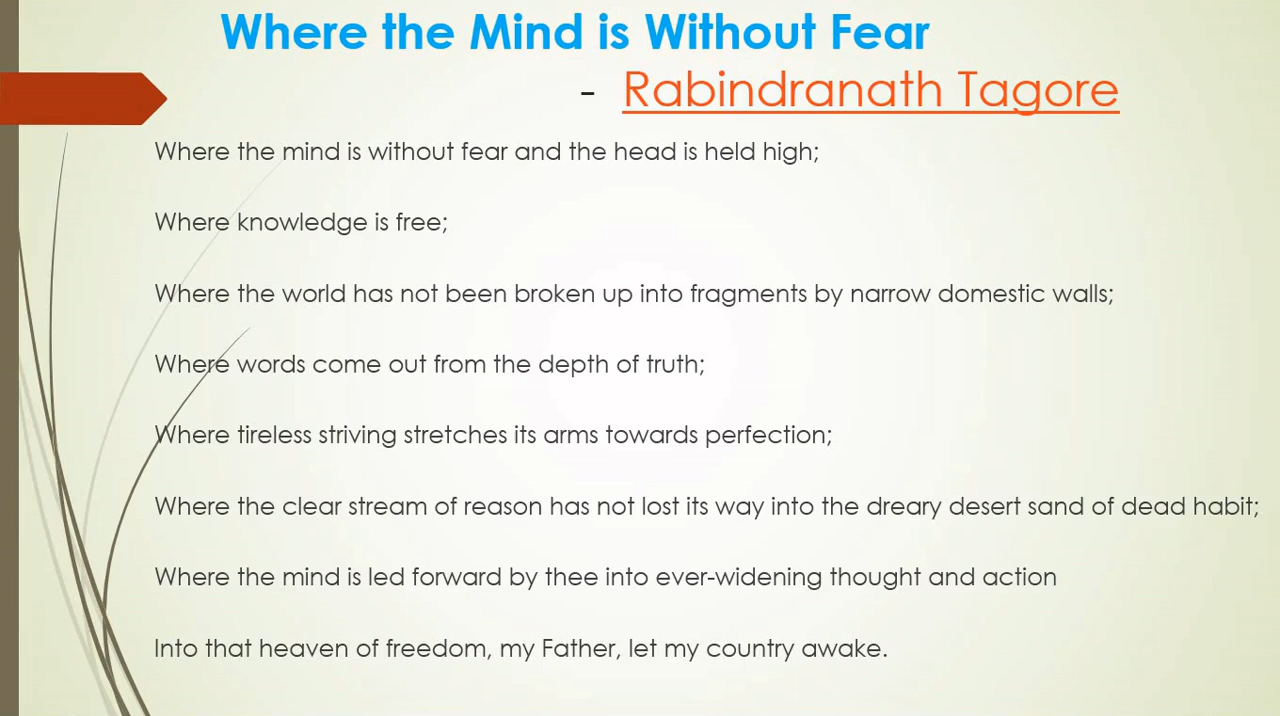 Where the Mind is Without Fear
- Rabindranath Tagore
Where the mind is without fear and the head is held high;
Where knowledge is free;
Where the world has not been broken up into fragments by narrow domestic walls;
Where words come out from the depth of truth;
Where tireless striving stretches its arms towards perfection;
Where the clear stream of reason has not lost its way into the dreary desert sand of dead habit;
Where the mind is led forward by thee into ever-widening thought and action
Into that heaven of freedom, my Father, let my country awake.